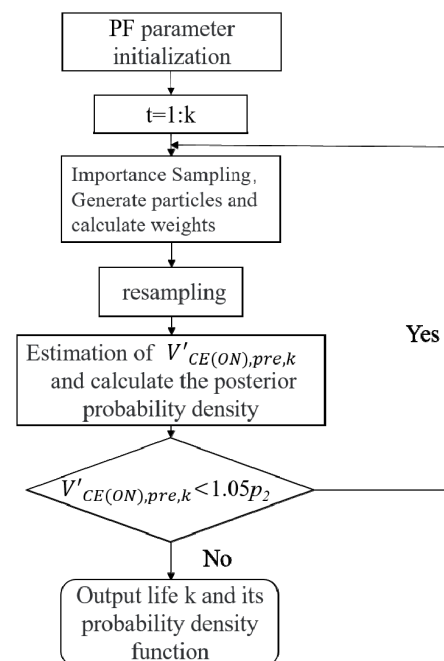 PF parameter
initialization
t=1:k
Importance Sampling,
Generate particles and
calculate weights
resampling
Yes
Estimation of V'CE(ON),pre,k
and calculate the posterior
probability density
V'CE(ON),pre,k<1.05p2
No
Output life k and its
probability density
function